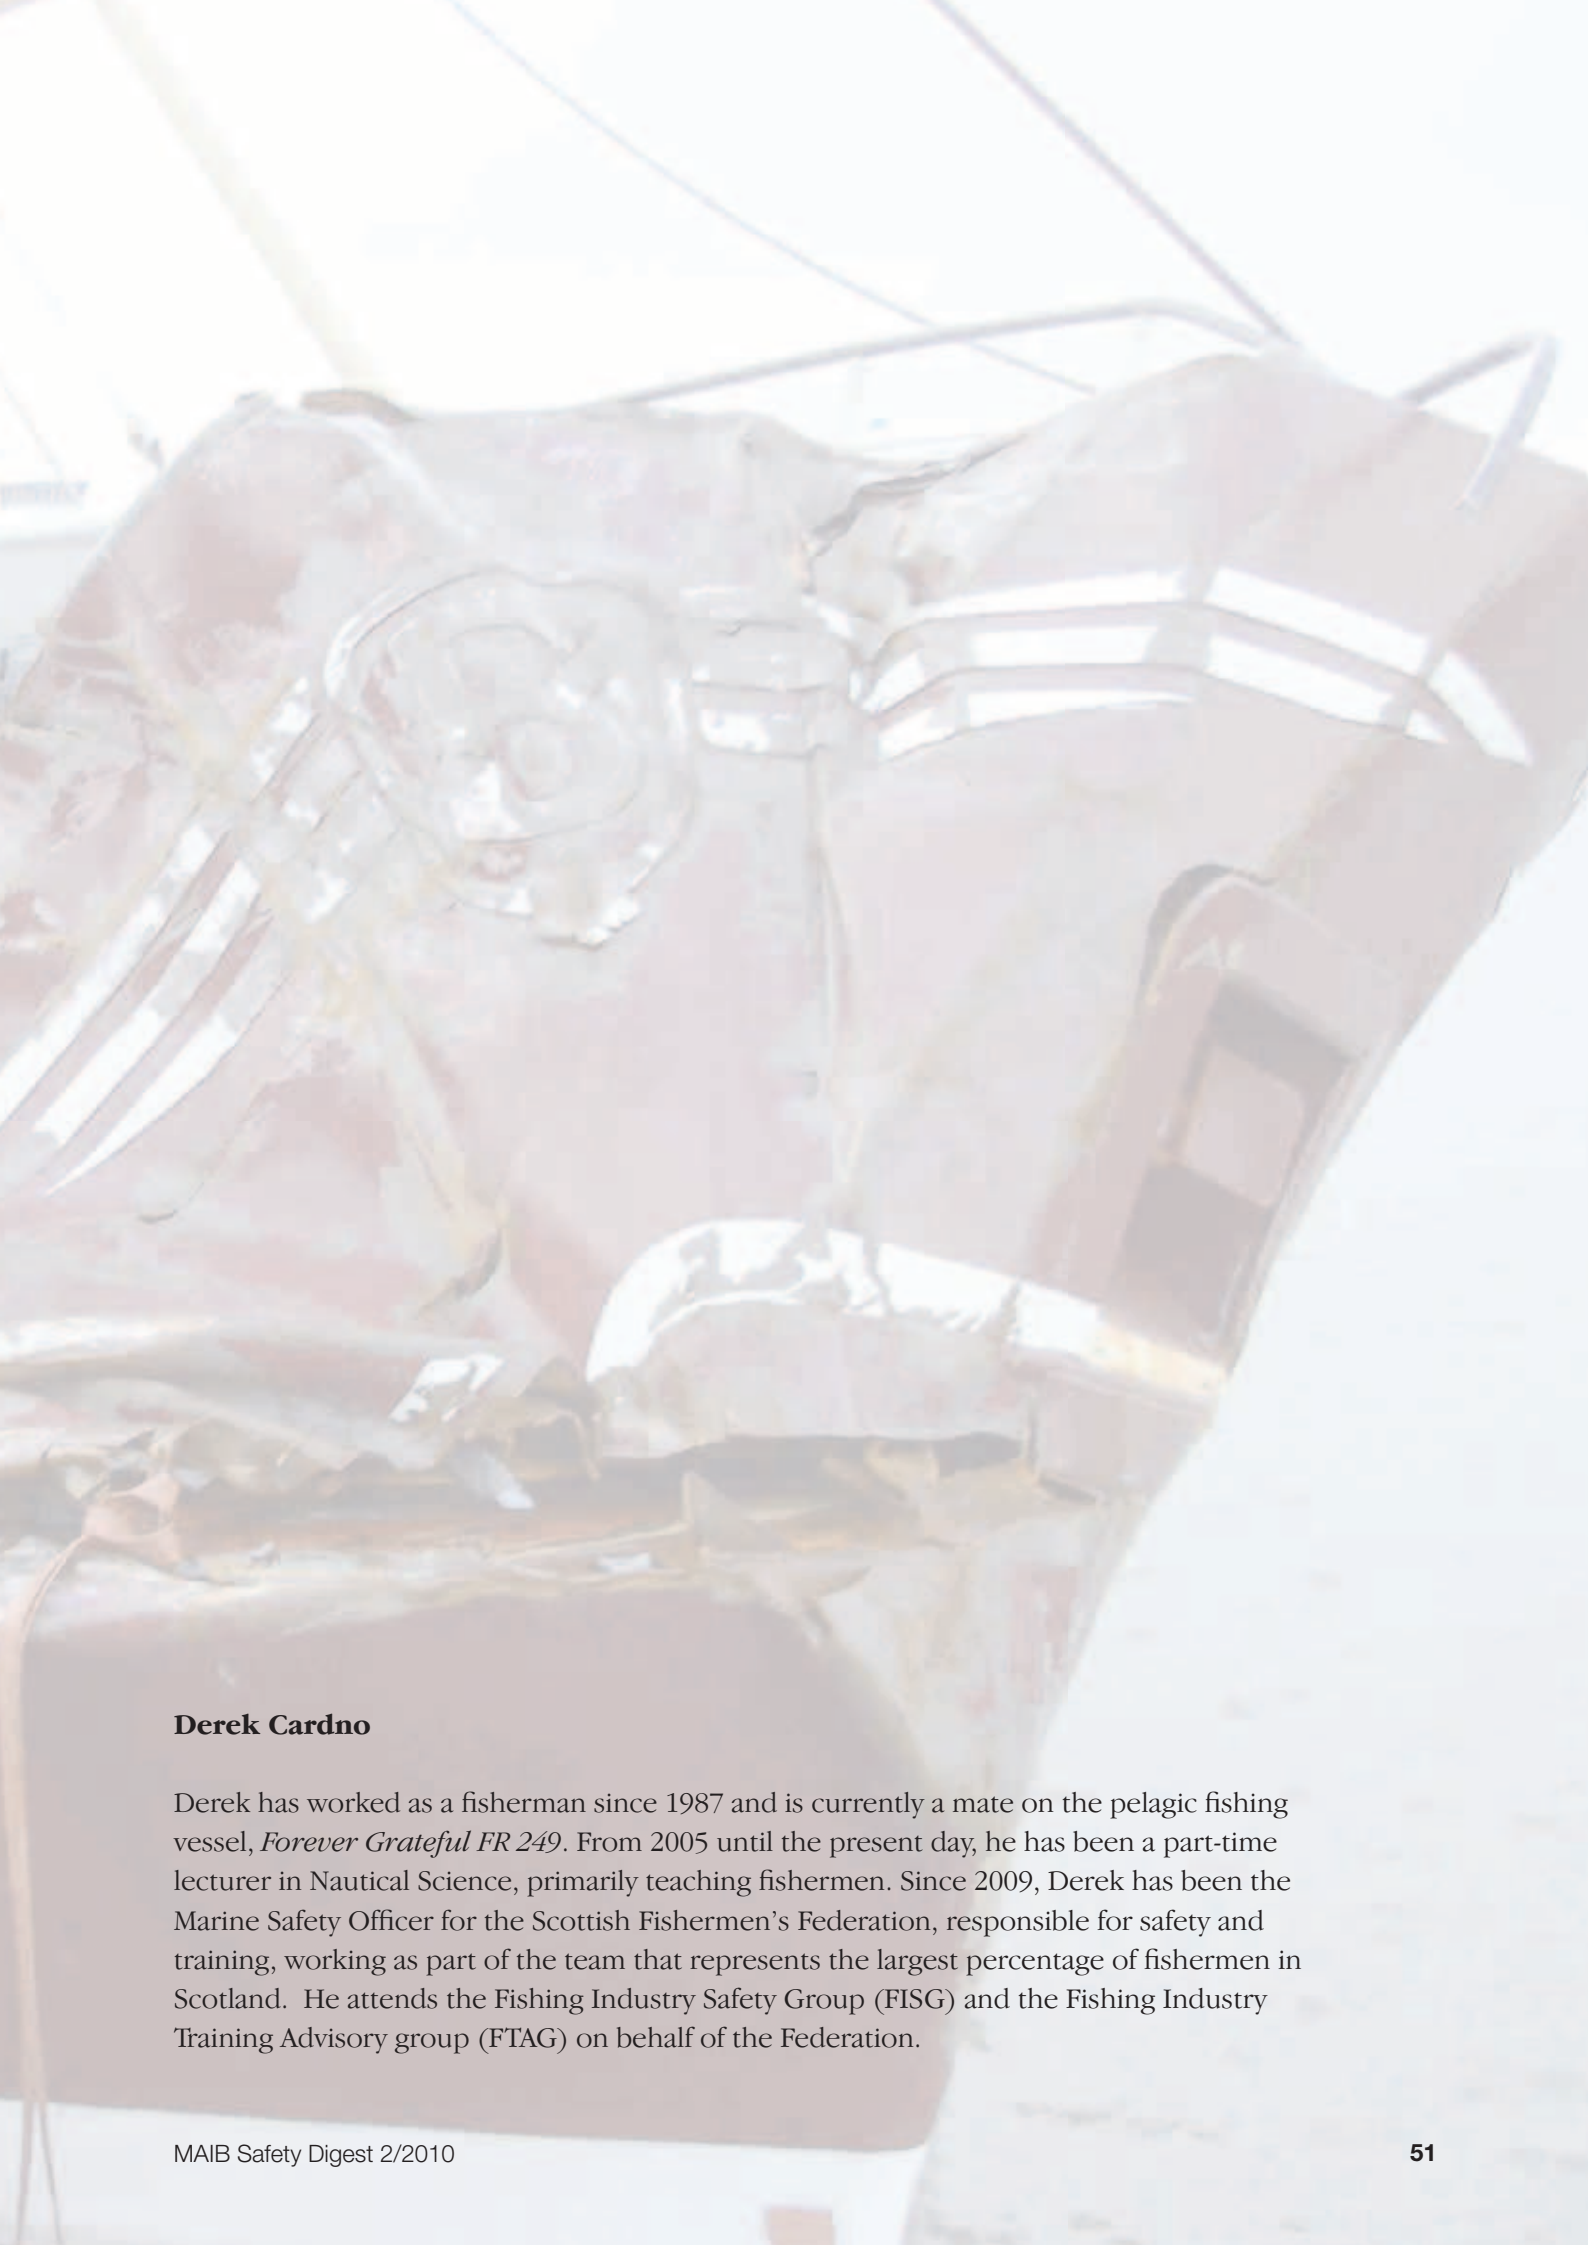 Derek Cardno
Derek has worked as a fisherman since 1987 and is currently a mate on the pelagic fishing
vessel, Forever Grateful FR 249. From 2005 until the present day, he has been a part-time
lecturer in Nautical Science, primarily teaching fishermen. Since 2009, Derek has been the
Marine Safety Officer for the Scottish Fishermen's Federation, responsible for safety and
training, working as part of the team that represents the largest percentage of fishermen in
Scotland.  He attends the Fishing Industry Safety Group (FISG) and the Fishing Industry
Training Advisory group (FTAG) on behalf of the Federation.
MAIB Safety Digest 2/2010
51